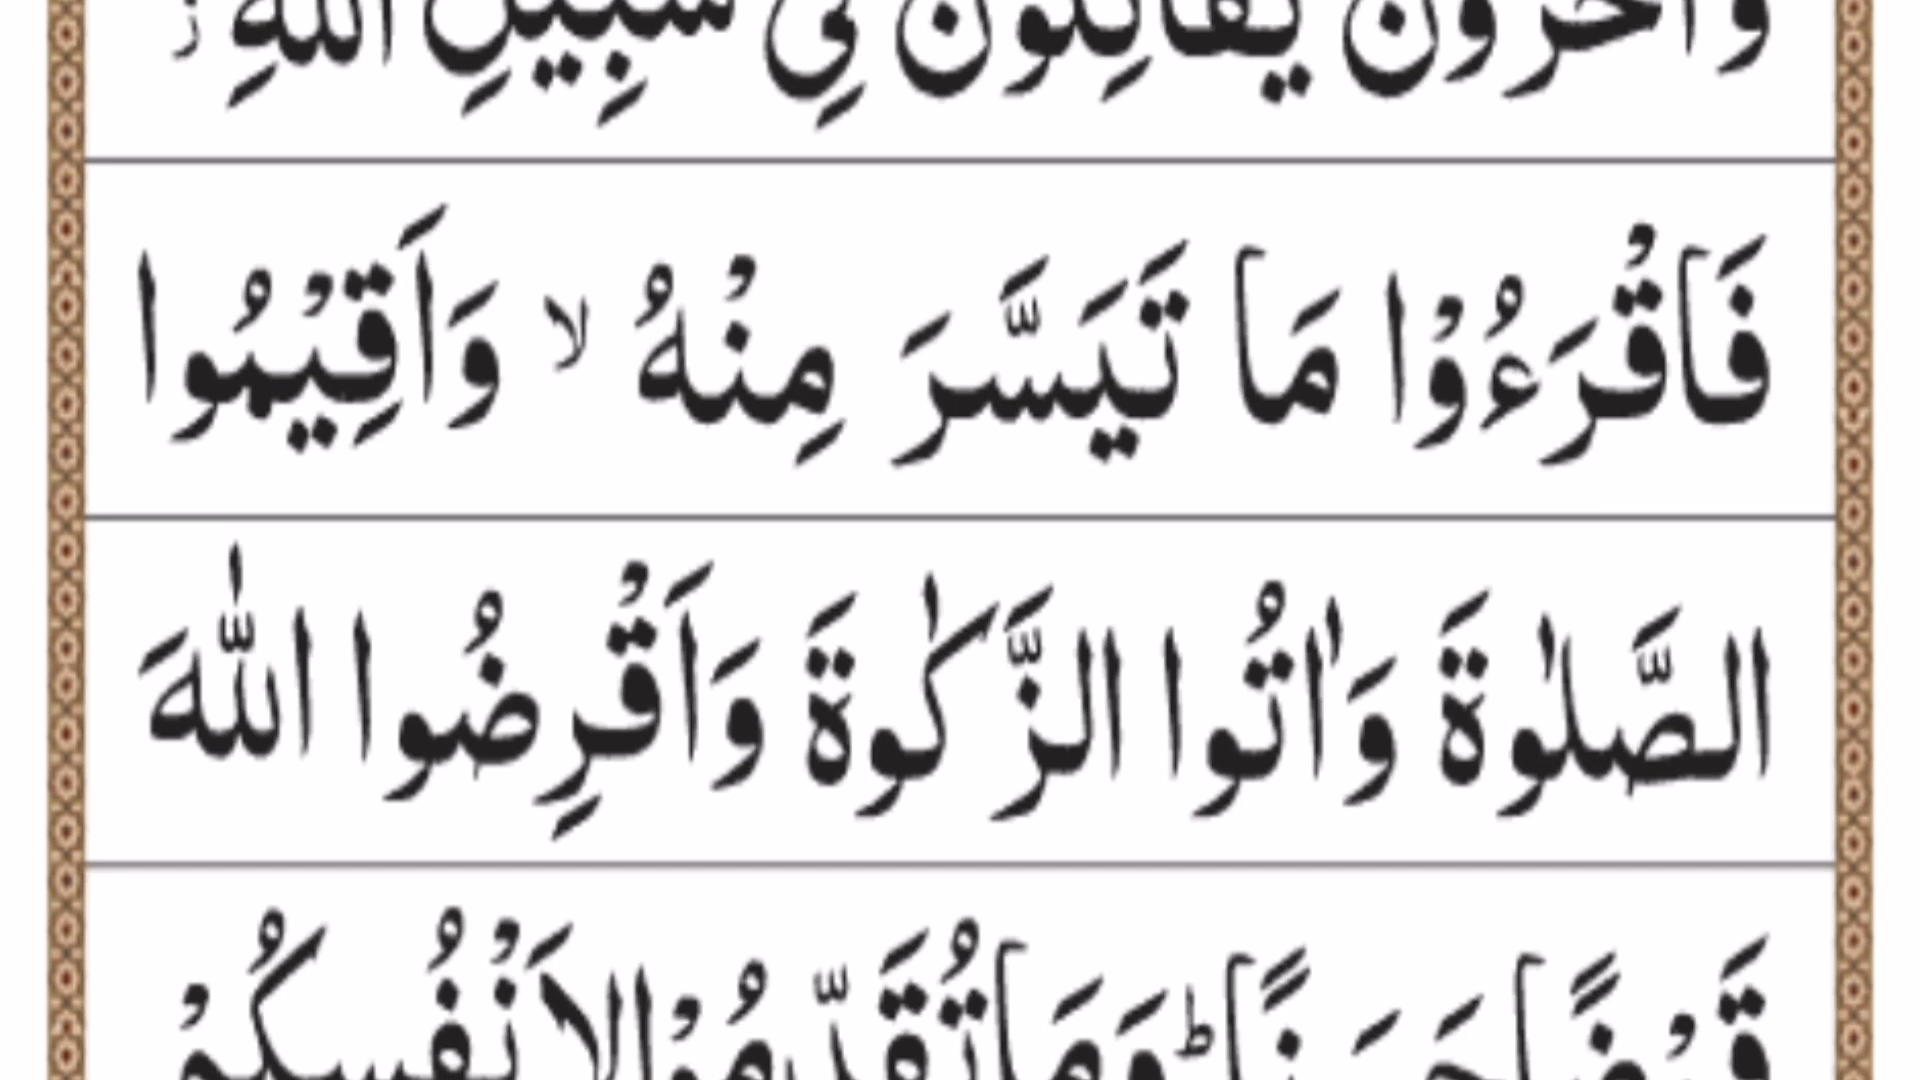 وَاٰخَرُوْنَ يُقَاتِلُوْنَ فِيْ سَبِيْلِ اللّٰهِ ۖ ز
فَاقْرَءُوْا مَا تَيَسَّرَ مِنْهُ ۙ وَاَقِيْمُوا
الصَّلٰوةَ وَاٰتُوا الزَّكٰوةَ وَاَقْرِضُوا اللّٰهَ
قَرْضًا حَسَنًا ؕ وَمَا تُقَدِّمُوْا لِاَنْفُسِكُمْ